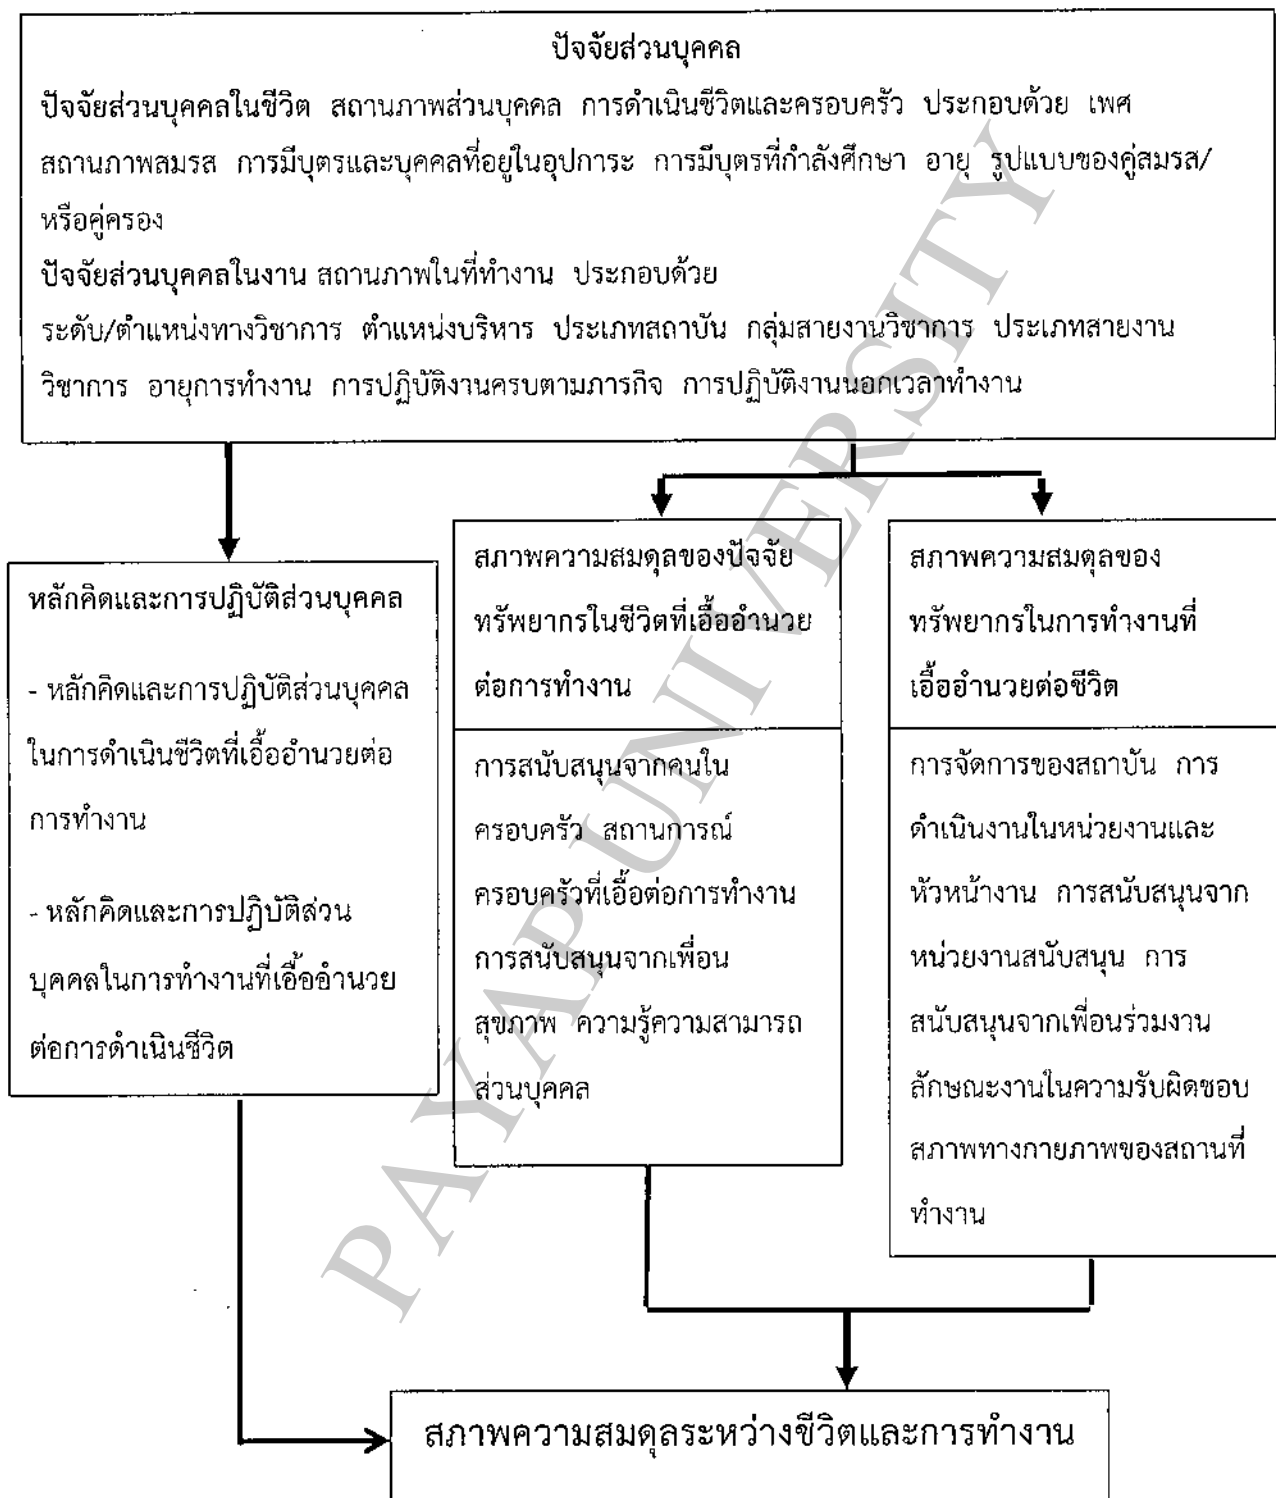 ปัจจัยส่วนบุคคล
ปัจจัยส่วนบุคคลในชีวิต สถานภาพส่วนบุคคล การดำเนินชีวิตและครอบครัว ประกอบด้วย เพศ
สถานภาพสมรส การมีบุตรและบุคคลที่อยู่ในอุปการะ การมีบุตรที่กำลังศึกษา อายุ รูปแบบของคู่สมรส/
หรือคู่ครอง
ปัจจัยส่วนบุคคลในงาน สถานภาพในที่ทำงาน ประกอบด้วย
ระดับ/ตำแหน่งทางวิชาการ ตำแหน่งบริหาร ประเภทสถาบัน กลุ่มสายงานวิชาการ ประเภทสายงาน
วิชาการ อายุการทำงาน การปฏิบัติงานครบตามภารกิจ การปฏิบัติงานนอกเวลาทำงาน
หลักคิดและการปฏิบัติส่วนบุคคล
- หลักคิดและการปฏิบัติส่วนบุคคล
ในการดำเนินชีวิตที่เอื้ออำนวยต่อ
การทำงาน
- หลักคิดและการปฏิบัติส่วน
บุคคลในการทำงานที่เอื้ออำนวย
ต่อการดำเนินชีวิต
สภาพความสมดุลของปัจจัย
ทรัพยากรในชีวิตที่เอื้ออำนวย
ต่อการทำงาน
การสนับสนุนจากคนใน
ครอบครัว สถานการณ์
ครอบครัวที่เอื้อต่อการทำงาน
การสนับสนุนจากเพื่อน
สุขภาพ ความรู้ความสามารถ
ส่วนบุคคล
สภาพความสมดุลของ
ทรัพยากรในการทำงานที่
เอื้ออำนวยต่อชีวิต
การจัดการของสถาบัน การ
ดำเนินงานในหน่วยงานและ
หัวหน้างาน การสนับสนุนจาก
หน่วยงานสนับสนุน การ
สนับสนุนจากเพื่อนร่วมงาน
ลักษณะงานในความรับผิดชอบ
สภาพทางกายภาพของสถานที่
ทำงาน
สภาพความสมดุลระหว่างชีวิตและการทำงาน
PAYAP UNIVERSITY